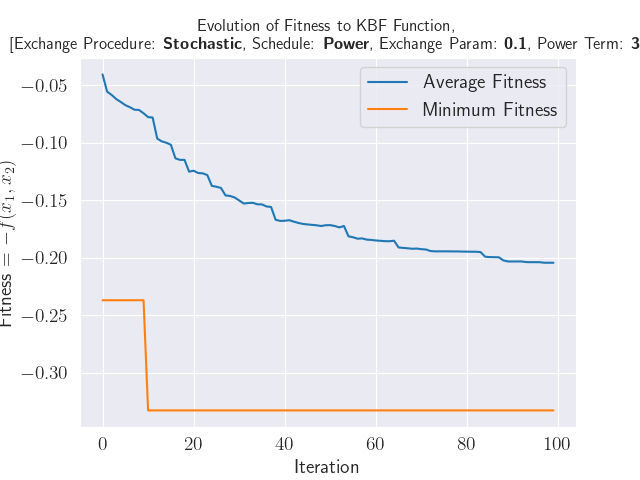 Evolution of Fitness to KBF Function,
[Exchange Procedure: Stochastic, Schedule: Power, Exchange Param: 0.1, Power Term: 3
Average Fitness
Minimum Fitness
Fitness = −f(x₁, x₂)
−0.05
−0.10
−0.15
−0.20
−0.25
−0.30
0
20
40
60
80
100
Iteration